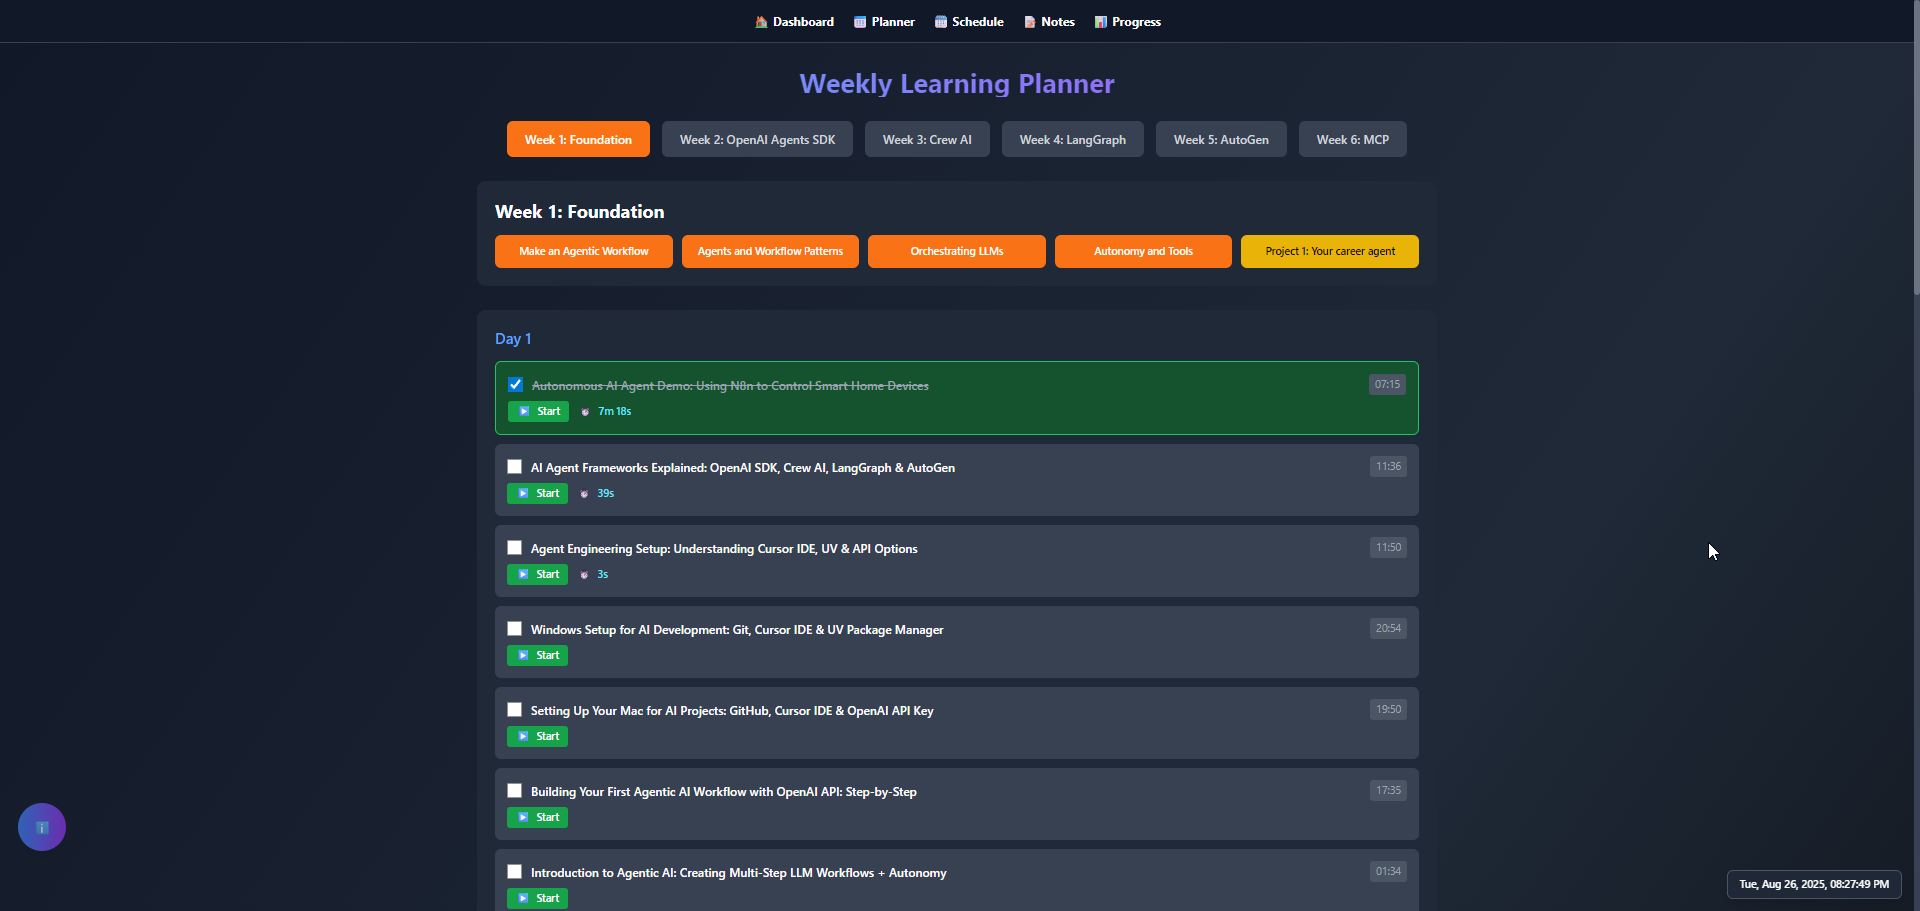 Dashboard Planner Schedule Notes Progress
Weekly Learning Planner
Week 1: Foundation Week 2: OpenAI Agents SDK Week 3: Crew AI Week 4: LangGraph Week 5: AutoGen Week 6: MCP
Week 1: Foundation
Make an Agentic Workflow Agents and Workflow Patterns Orchestrating LLMs Autonomy and Tools Project 1: Your career agent
Day 1
Autonomous AI Agent Demo: Using N8n to Control Smart Home Devices 07:15
Start 7m 18s
AI Agent Frameworks Explained: OpenAI SDK, Crew AI, LangGraph & AutoGen 11:36
Start 39s
Agent Engineering Setup: Understanding Cursor IDE, UV & API Options 11:50
Start 3s
Windows Setup for AI Development: Git, Cursor IDE & UV Package Manager 20:54
Start
Setting Up Your Mac for AI Projects: GitHub, Cursor IDE & OpenAI API Key 19:50
Start
Building Your First Agentic AI Workflow with OpenAI API: Step-by-Step 17:35
Start
Introduction to Agentic AI: Creating Multi-Step LLM Workflows + Autonomy 01:34
Start
Tue, Aug 26, 2025, 08:27:49 PM